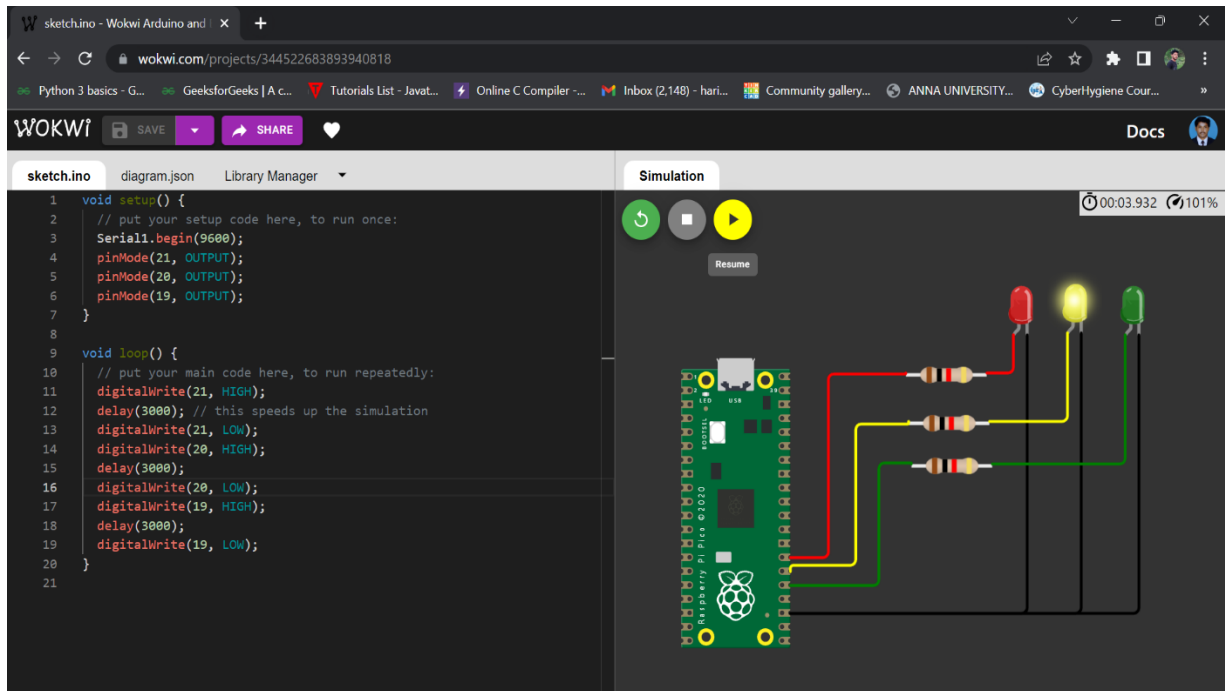 sketch.ino - Wokwi Arduino and
wokwi.com/projects/344522683893940818
Python 3 basics - G... GeeksforGeeks | A c... Tutorials List - Javat... Online C Compiler -... Inbox (2,148) - hari... Community gallery... ANNA UNIVERSITY... CyberHygiene Cour... »
WOKWi SAVE SHARE Docs
sketch.ino diagram.json Library Manager Simulation
1 void setup() {
2 // put your setup code here, to run once:
3 Serial1.begin(9600);
4 pinMode(21, OUTPUT);
5 pinMode(20, OUTPUT);
6 pinMode(19, OUTPUT);
7 }
8
9 void loop() {
10 // put your main code here, to run repeatedly:
11 digitalWrite(21, HIGH);
12 delay(3000); // this speeds up the simulation
13 digitalWrite(21, LOW);
14 digitalWrite(20, HIGH);
15 delay(3000);
16 digitalWrite(20, LOW);
17 digitalWrite(19, HIGH);
18 delay(3000);
19 digitalWrite(19, LOW);
20 }
21
00:03.932 101%
Resume
1
2
39
LED USB
BOOTSEL
Raspberry Pi Pico ©2020